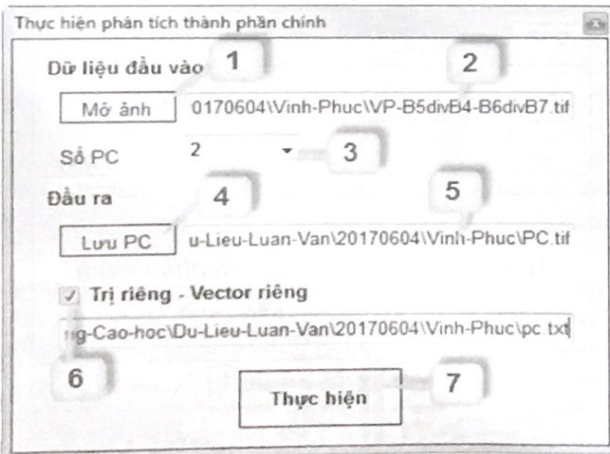 Thực hiện phân tích thành phần chính
Dữ liệu đầu vào 1 2
Mở ảnh 0170604\Vinh-Phuc\VP-B5divB4-B6divB7.tif
Số PC 2 3
Đầu ra 4 5
Lưu PC u-Lieu-Luan-Van\20170604\Vinh-Phuc\PC.tif
Trị riêng - Vector riêng
ng-Cao-hoc\Du-Lieu-Luan-Van\20170604\Vinh-Phuc\pc.txt
6 Thực hiện 7